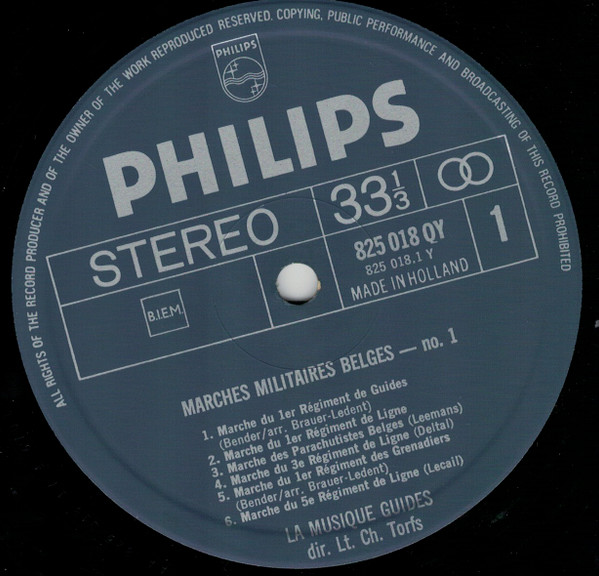 ALL RIGHTS OF THE RECORD PRODUCER AND OF THE OWNER OF THE WORK REPRODUCED RESERVED. COPYING, PUBLIC PERFORMANCE AND BROADCASTING OF THIS RECORD PROHIBITED
PHILIPS
PHILIPS
STEREO
33 1/3
B.I.E.M.
825 018 QY
825 018.1 Y
MADE IN HOLLAND
1
MARCHES MILITAIRES BELGES — no. 1
1. Marche du 1er Régiment de Guides
(Bender/arr. Brauer-Ledent)
2. Marche du 1er Régiment de Ligne
3. Marche des Parachutistes Belges (Leemans)
4. Marche du 3e Régiment de Ligne (Deltal)
5. Marche du 1er Régiment des Grenadiers
(Bender/arr. Brauer-Ledent)
6. Marche du 5e Régiment de Ligne (Lecail)
LA MUSIQUE GUIDES
dir. Lt. Ch. Torfs